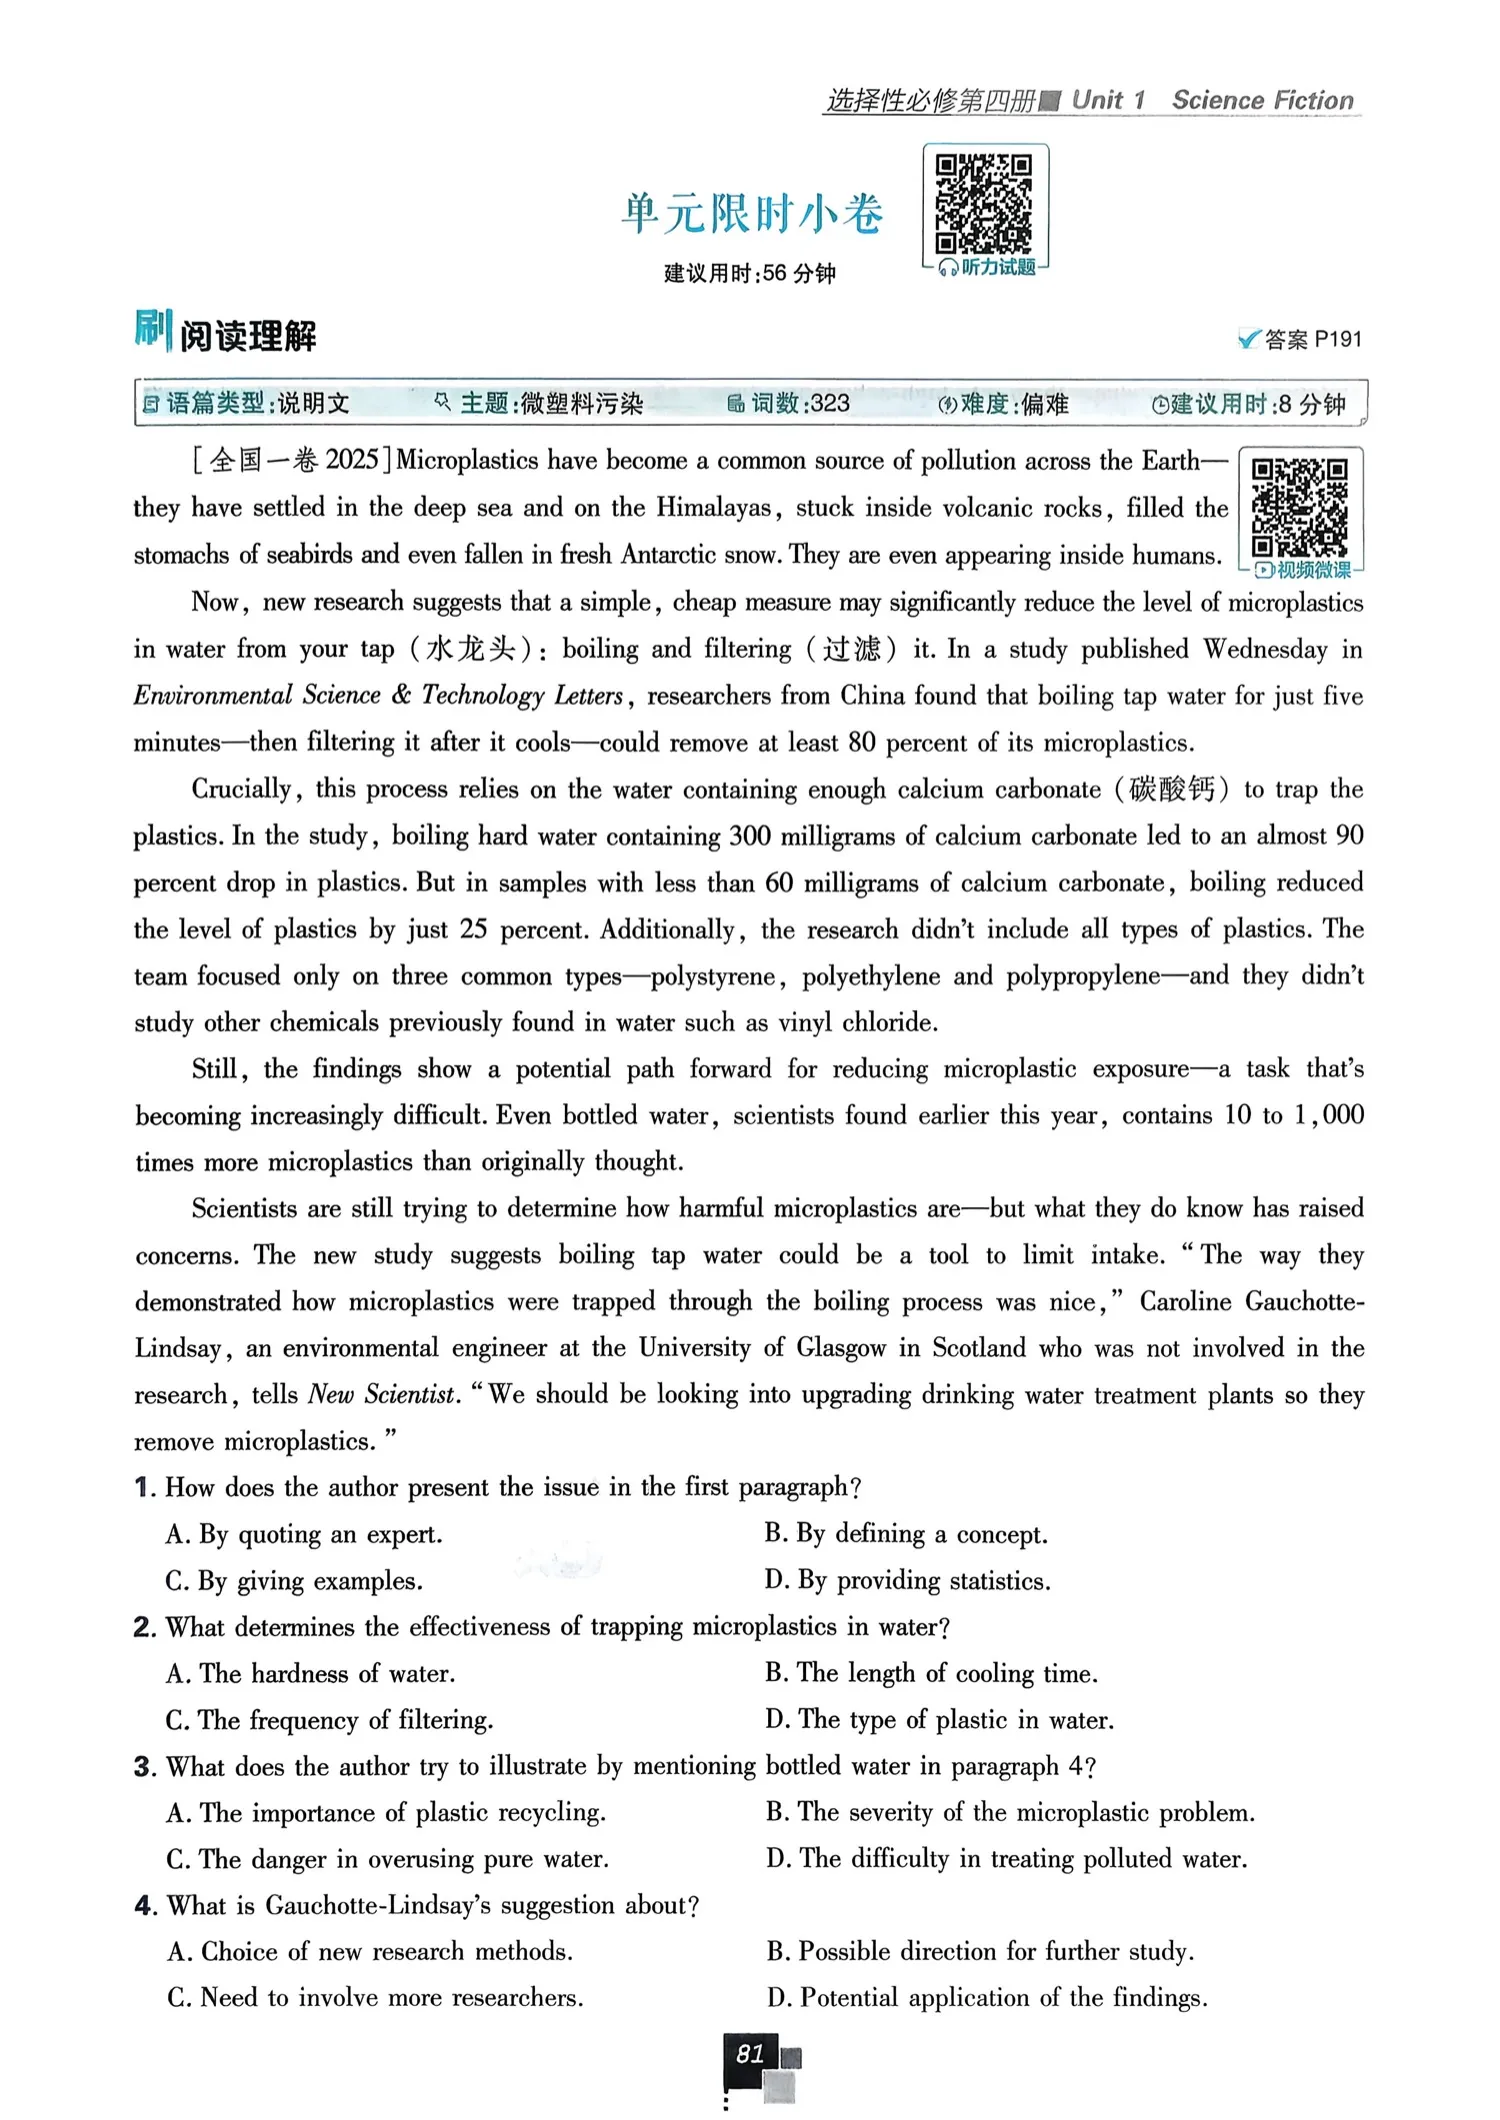 选择性必修第四册 Unit 1 Science Fiction
单元限时小卷
建议用时:56 分钟
听力试题
刷 阅读理解
答案 P191
语篇类型:说明文 主题:微塑料污染 词数:323 难度:偏难 建议用时:8 分钟
[全国一卷 2025]Microplastics have become a common source of pollution across the Earth—
they have settled in the deep sea and on the Himalayas, stuck inside volcanic rocks, filled the
stomachs of seabirds and even fallen in fresh Antarctic snow. They are even appearing inside humans.
视频微课
Now, new research suggests that a simple, cheap measure may significantly reduce the level of microplastics
in water from your tap (水龙头): boiling and filtering (过滤) it. In a study published Wednesday in
Environmental Science & Technology Letters, researchers from China found that boiling tap water for just five
minutes—then filtering it after it cools—could remove at least 80 percent of its microplastics.
Crucially, this process relies on the water containing enough calcium carbonate (碳酸钙) to trap the
plastics. In the study, boiling hard water containing 300 milligrams of calcium carbonate led to an almost 90
percent drop in plastics. But in samples with less than 60 milligrams of calcium carbonate, boiling reduced
the level of plastics by just 25 percent. Additionally, the research didn't include all types of plastics. The
team focused only on three common types—polystyrene, polyethylene and polypropylene—and they didn't
study other chemicals previously found in water such as vinyl chloride.
Still, the findings show a potential path forward for reducing microplastic exposure—a task that's
becoming increasingly difficult. Even bottled water, scientists found earlier this year, contains 10 to 1,000
times more microplastics than originally thought.
Scientists are still trying to determine how harmful microplastics are—but what they do know has raised
concerns. The new study suggests boiling tap water could be a tool to limit intake. "The way they
demonstrated how microplastics were trapped through the boiling process was nice," Caroline Gauchotte-
Lindsay, an environmental engineer at the University of Glasgow in Scotland who was not involved in the
research, tells New Scientist. "We should be looking into upgrading drinking water treatment plants so they
remove microplastics."
1. How does the author present the issue in the first paragraph?
A. By quoting an expert. B. By defining a concept.
C. By giving examples. D. By providing statistics.
2. What determines the effectiveness of trapping microplastics in water?
A. The hardness of water. B. The length of cooling time.
C. The frequency of filtering. D. The type of plastic in water.
3. What does the author try to illustrate by mentioning bottled water in paragraph 4?
A. The importance of plastic recycling. B. The severity of the microplastic problem.
C. The danger in overusing pure water. D. The difficulty in treating polluted water.
4. What is Gauchotte-Lindsay's suggestion about?
A. Choice of new research methods. B. Possible direction for further study.
C. Need to involve more researchers. D. Potential application of the findings.
81